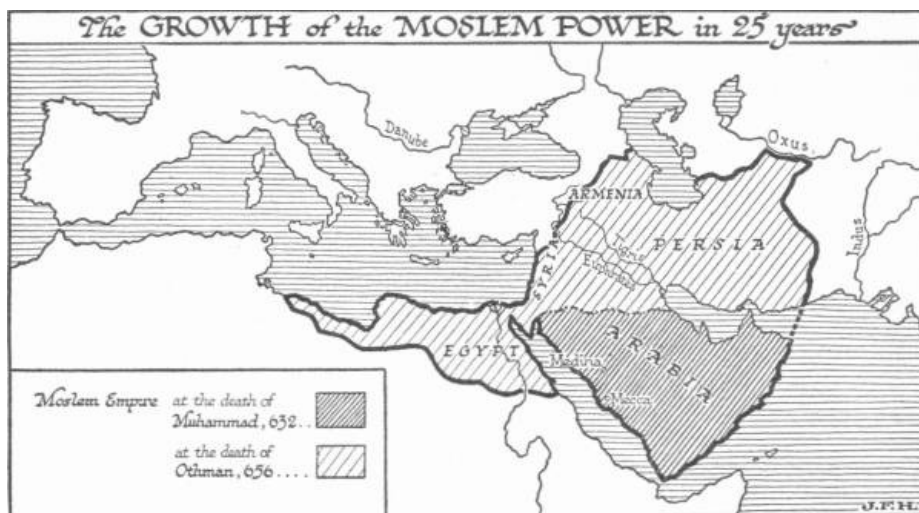 The GROWTH of the MOSLEM POWER in 25 years
Danube
Oxus.
ARMENIA
Indus
PERSIA
Tigris
SYRIA
Euphrates
ARABIA
EGYPT
Medina
Mecca
Moslem Empire at the death of
Muhammad, 632..
at the death of
Othman, 656....
J.F.H.